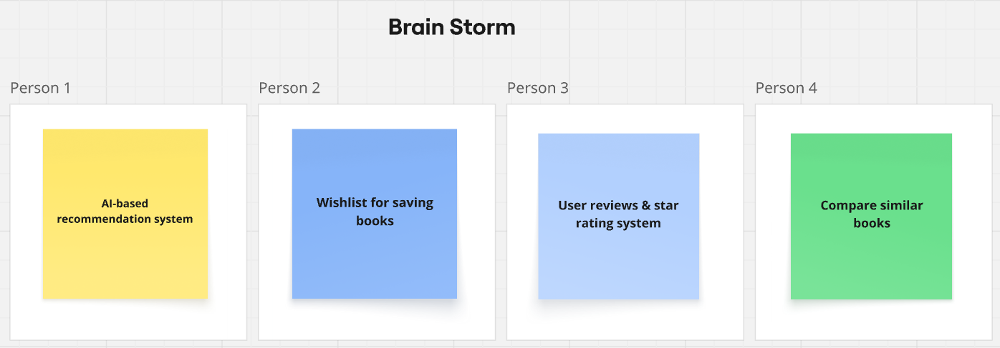 Brain Storm
Person 1
Person 2
Person 3
Person 4
AI-based
recommendation system
Wishlist for saving
books
User reviews & star
rating system
Compare similar
books